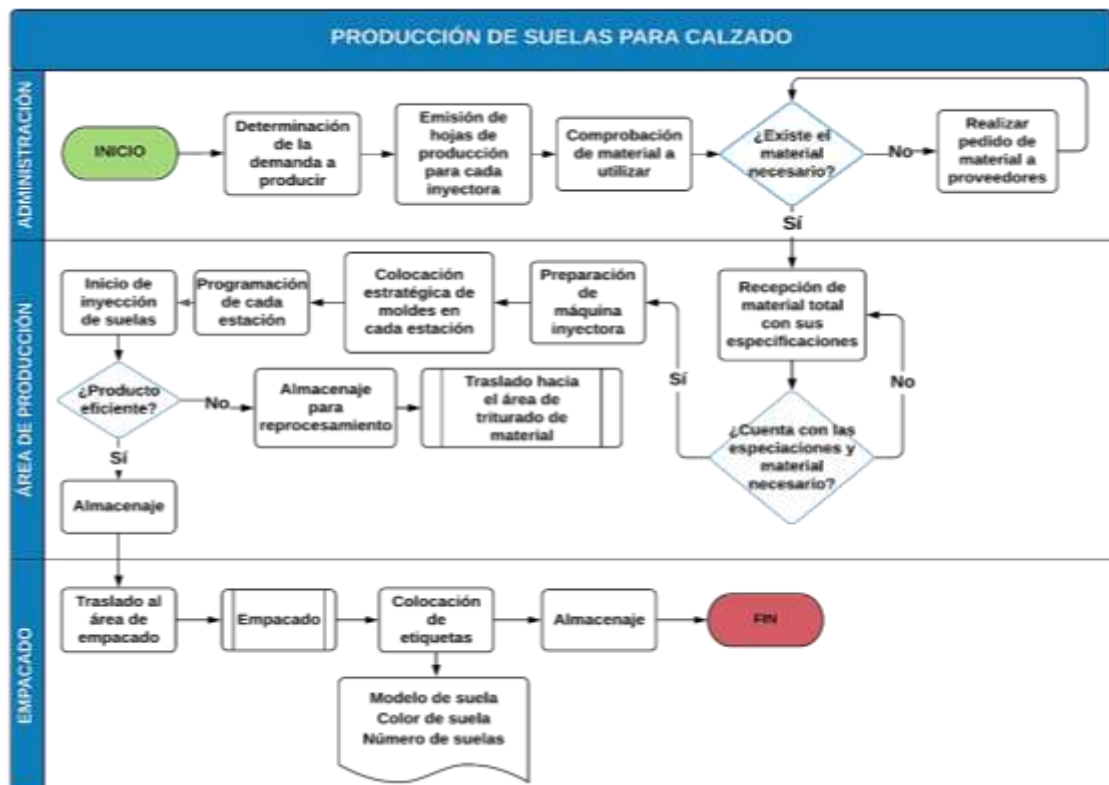 PRODUCCIÓN DE SUELAS PARA CALZADO
ADMINISTRACIÓN
INICIO
Determinación
de la
demanda a
producir
Emisión de
hojas de
producción
para cada
inyectora
Comprobación
de material a
utilizar
¿Existe el
material
necesario?
No
Realizar
pedido de
material a
proveedores
Sí
ÁREA DE PRODUCCIÓN
Recepción de
material total
con sus
especificaciones
No
¿Cuenta con las
especiaciones y
material
necesario?
Sí
Preparación
de
máquina
inyectora
Colocación
estratégica de
moldes en
cada estación
Programación
de cada
estación
Inicio de
inyección
de suelas
¿Producto
eficiente?
No
Almacenaje
para
reprocesamiento
Traslado hacia
el área de
triturado de
material
Sí
Almacenaje
EMPACADO
Traslado al
área de
empacado
Empacado
Colocación
de
etiquetas
Almacenaje
FIN
Modelo de suela
Color de suela
Número de suelas